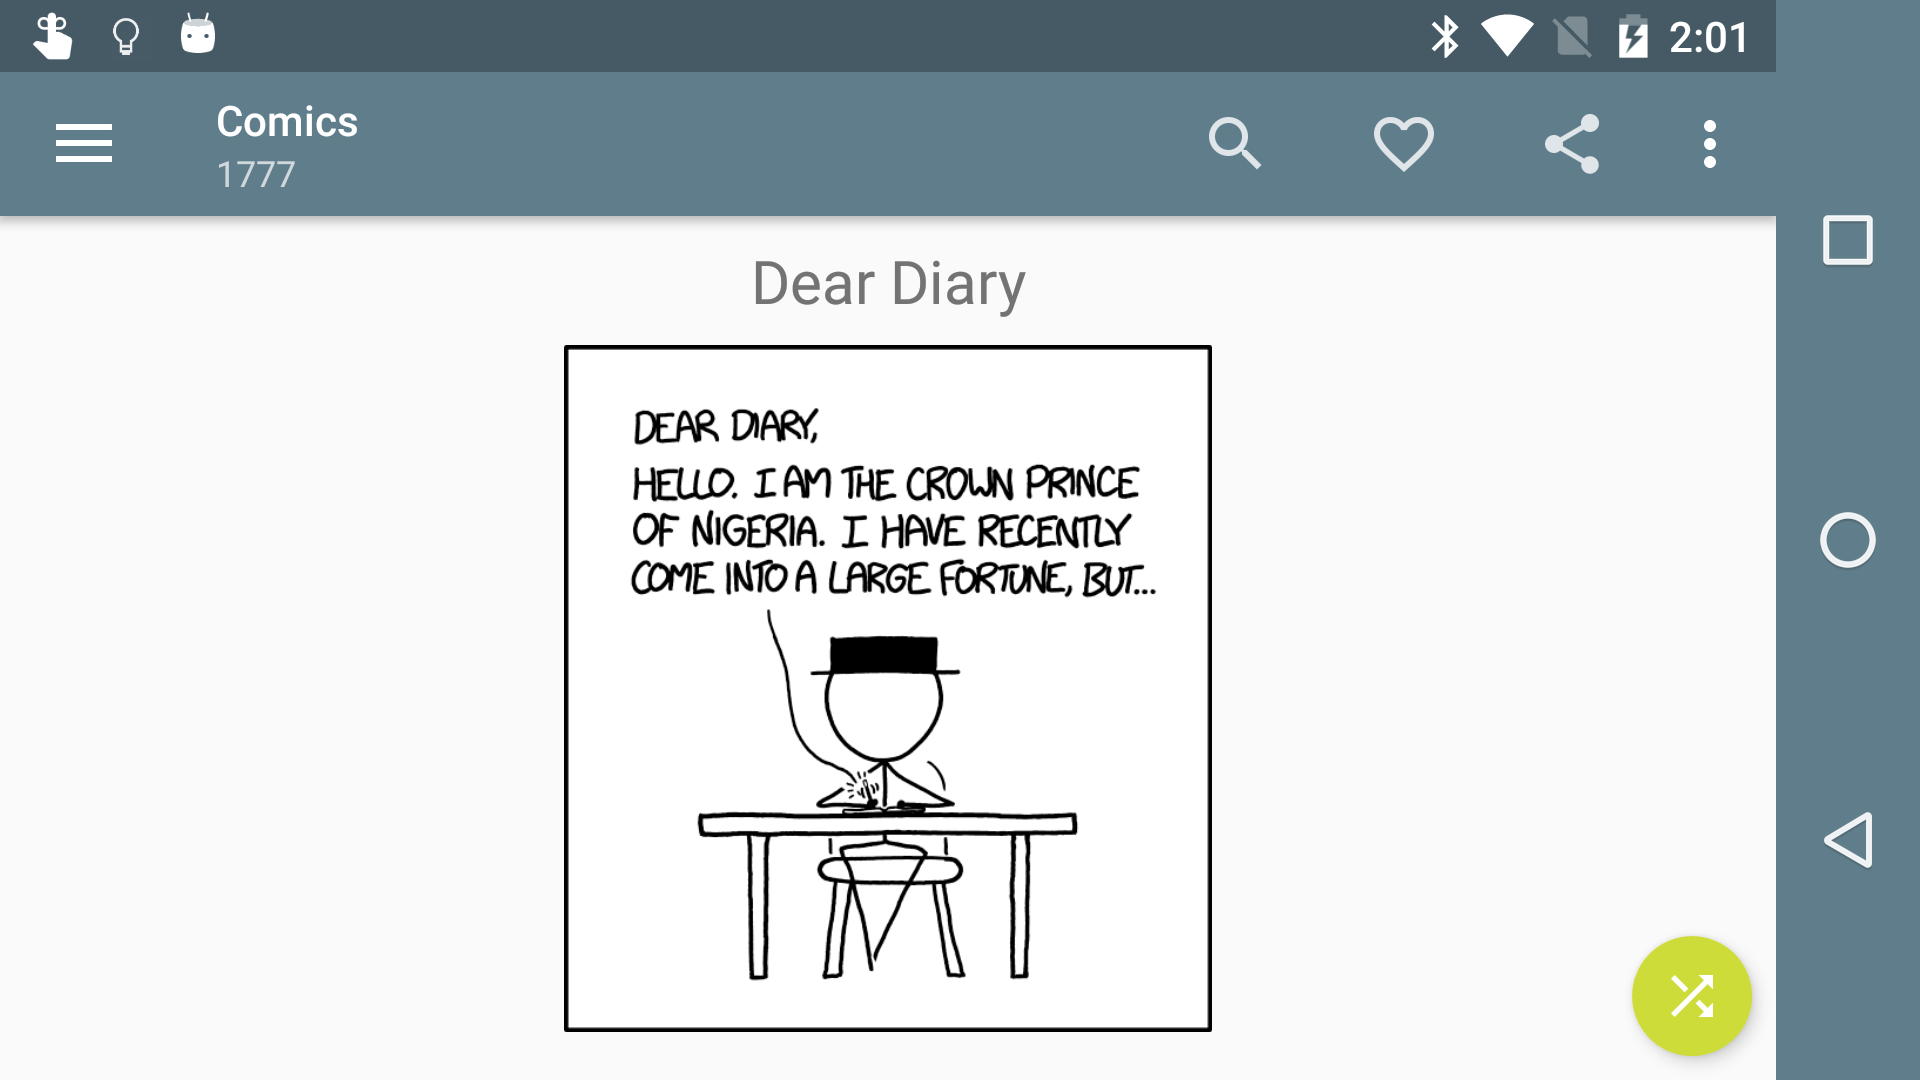 2:01
Comics
1777
Dear Diary
DEAR DIARY,
HELLO. I AM THE CROWN PRINCE
OF NIGERIA. I HAVE RECENTLY
COME INTO A LARGE FORTUNE, BUT...